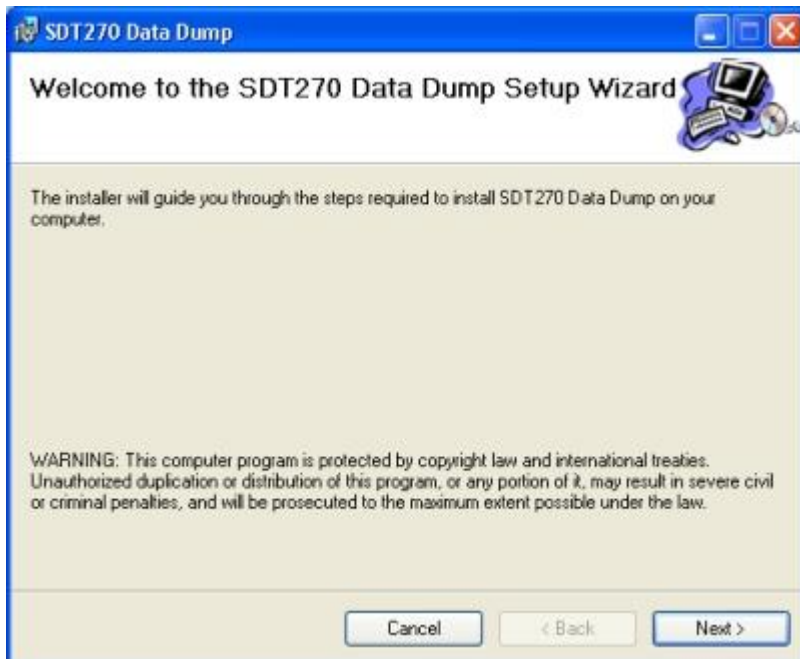 SDT270 Data Dump
Welcome to the SDT270 Data Dump Setup Wizard
The installer will guide you through the steps required to install SDT270 Data Dump on your
computer.
WARNING: This computer program is protected by copyright law and international treaties.
Unauthorized duplication or distribution of this program, or any portion of it, may result in severe civil
or criminal penalties, and will be prosecuted to the maximum extent possible under the law.
Cancel
< Back
Next >